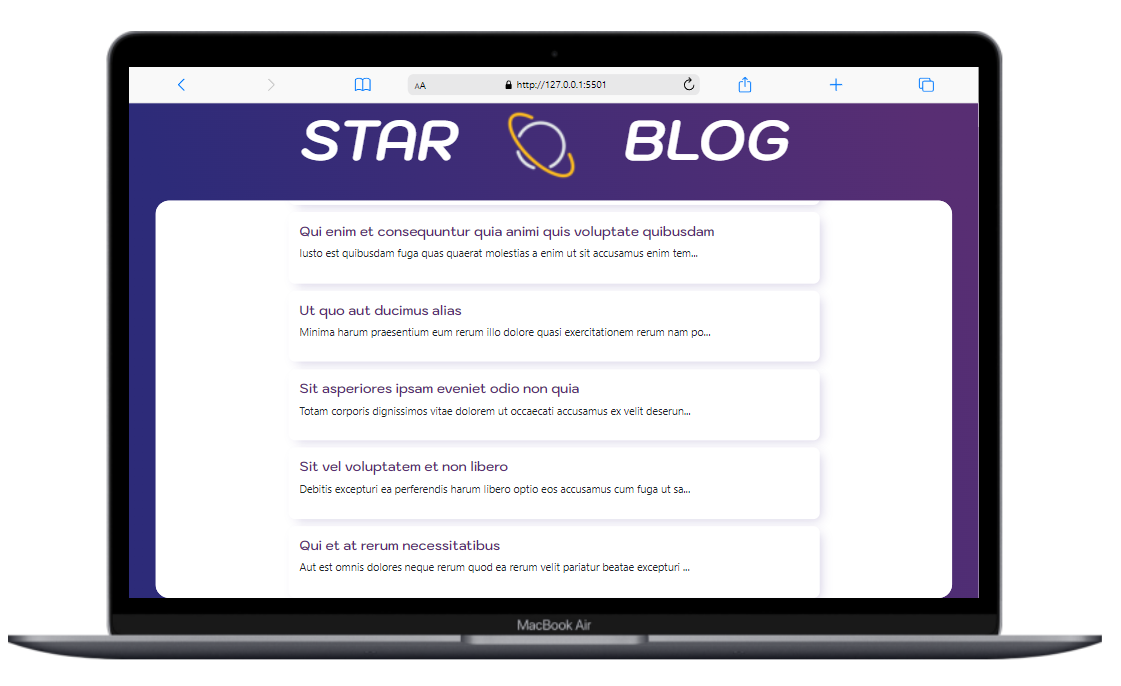 AA
http://127.0.0.1:5501
STAR BLOG
Qui enim et consequuntur quia animi quis voluptate quibusdam
Iusto est quibusdam fuga quas quaerat molestias a enim ut sit accusamus enim tem...
Ut quo aut ducimus alias
Minima harum praesentium eum rerum illo dolore quasi exercitationem rerum nam po...
Sit asperiores ipsam eveniet odio non quia
Totam corporis dignissimos vitae dolorem ut occaecati accusamus ex velit deserun...
Sit vel voluptatem et non libero
Debitis excepturi ea perferendis harum libero optio eos accusamus cum fuga ut sa...
Qui et at rerum necessitatibus
Aut est omnis dolores neque rerum quod ea rerum velit pariatur beatae excepturi ...
MacBook Air